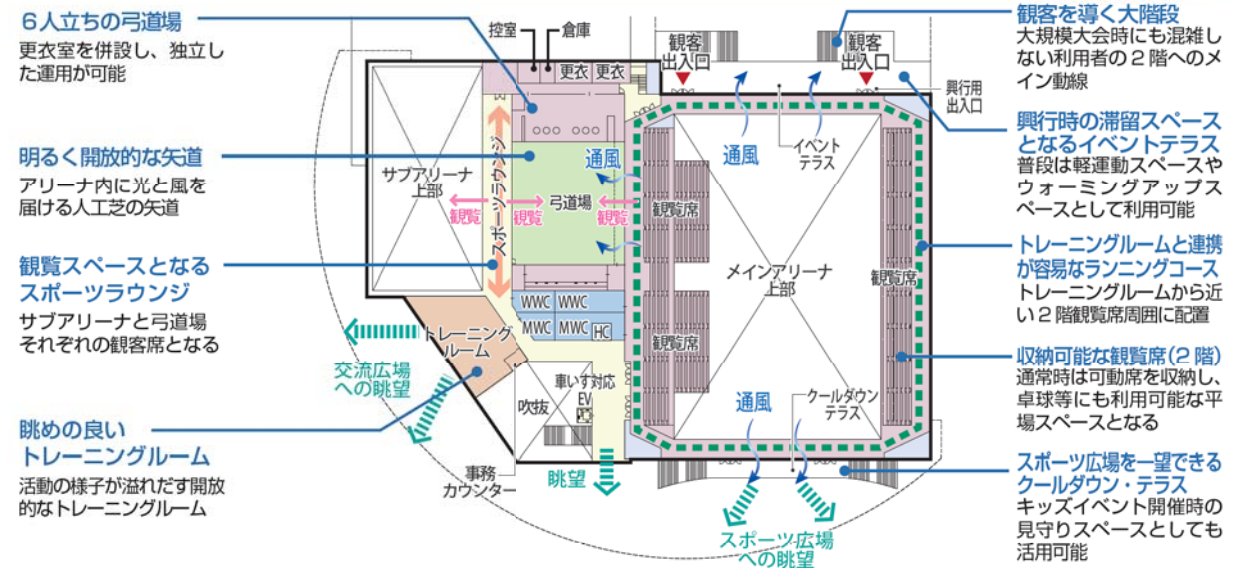 6人立ちの弓道場
更衣室を併設し、独立し
た運用が可能
明るく開放的な矢道
アリーナ内に光と風を
届ける人工芝の矢道
観覧スペースとなる
スポーツラウンジ
サブアリーナと弓道場
それぞれの観客席となる
眺めの良い
トレーニングルーム
活動の様子が溢れだす開放
的なトレーニングルーム
控室
倉庫
更衣
更衣
観客
出入口
観客
出入口
興行用
出入口
通風
イベント
テラス
通風
サブアリーナ
上部
スポーツラウンジ
通風
弓道場
観覧
観覧
観覧
観覧席
メインアリーナ
上部
観覧席
観覧席
WWC
WWC
MWC
MWC
HC
トレーニング
ルーム
交流広場
への眺望
吹抜
車いす対応
EV
事務
カウンター
眺望
通風
クールダウン
テラス
スポーツ広場
への眺望
観客を導く大階段
大規模大会時にも混雑し
ない利用者の2階へのメ
イン動線
興行時の滞留スペース
となるイベントテラス
普段は軽運動スペースや
ウォーミングアップス
ペースとして利用可能
トレーニングルームと連携
が容易なランニングコース
トレーニングルームから近
い2階観覧席周囲に配置
収納可能な観覧席(2階)
通常時は可動席を収納し、
卓球等にも利用可能な平
場スペースとなる
スポーツ広場を一望できる
クールダウン・テラス
キッズイベント開催時の
見守りスペースとしても
活用可能